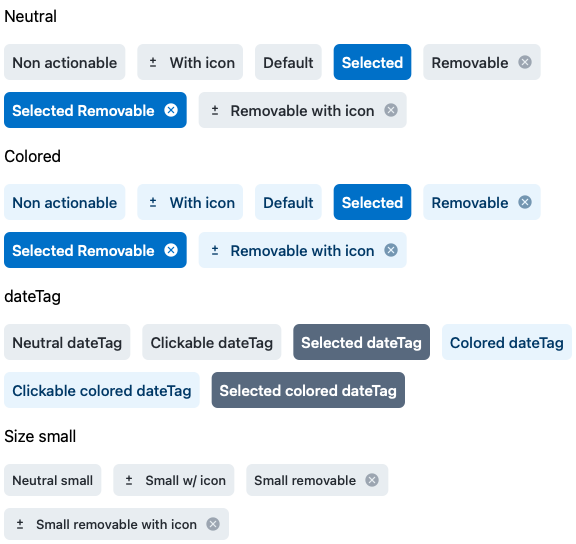 Neutral
Non actionable ± With icon Default Selected Removable
Selected Removable ± Removable with icon
Colored
Non actionable ± With icon Default Selected Removable
Selected Removable ± Removable with icon
dateTag
Neutral dateTag Clickable dateTag Selected dateTag Colored dateTag
Clickable colored dateTag Selected colored dateTag
Size small
Neutral small ± Small w/ icon Small removable
± Small removable with icon